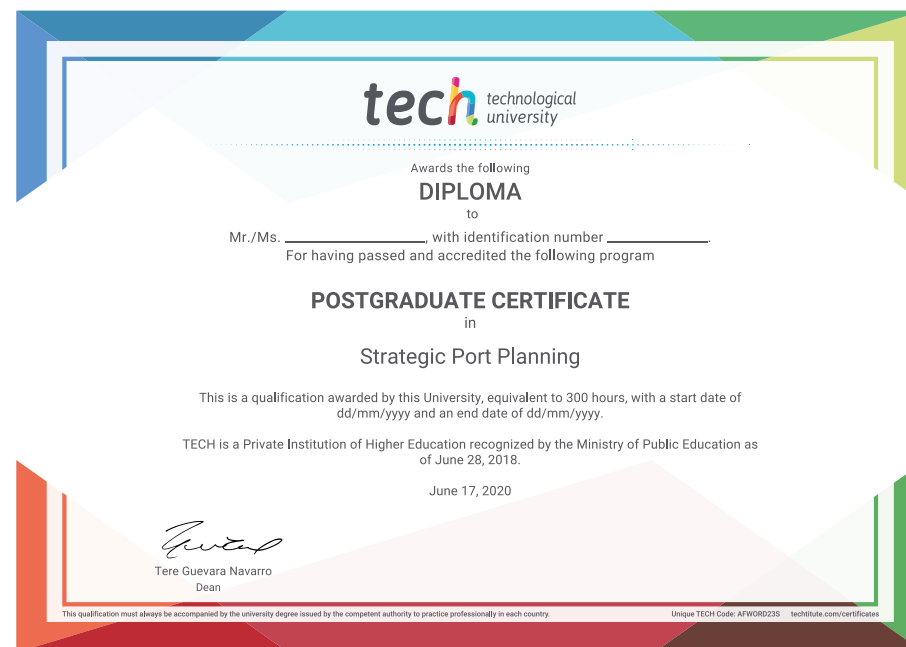 tech technological
university
Awards the following
DIPLOMA
to
Mr./Ms. ____________________, with identification number ______________.
For having passed and accredited the following program
POSTGRADUATE CERTIFICATE
in
Strategic Port Planning
This is a qualification awarded by this University, equivalent to 300 hours, with a start date of
dd/mm/yyyy and an end date of dd/mm/yyyy.
TECH is a Private Institution of Higher Education recognized by the Ministry of Public Education as
of June 28, 2018.
June 17, 2020
Tere Guevara Navarro
Dean
This qualification must always be accompanied by the university degree issued by the competent authority to practice professionally in each country.
Unique TECH Code: AFWORD23S techtitute.com/certificates